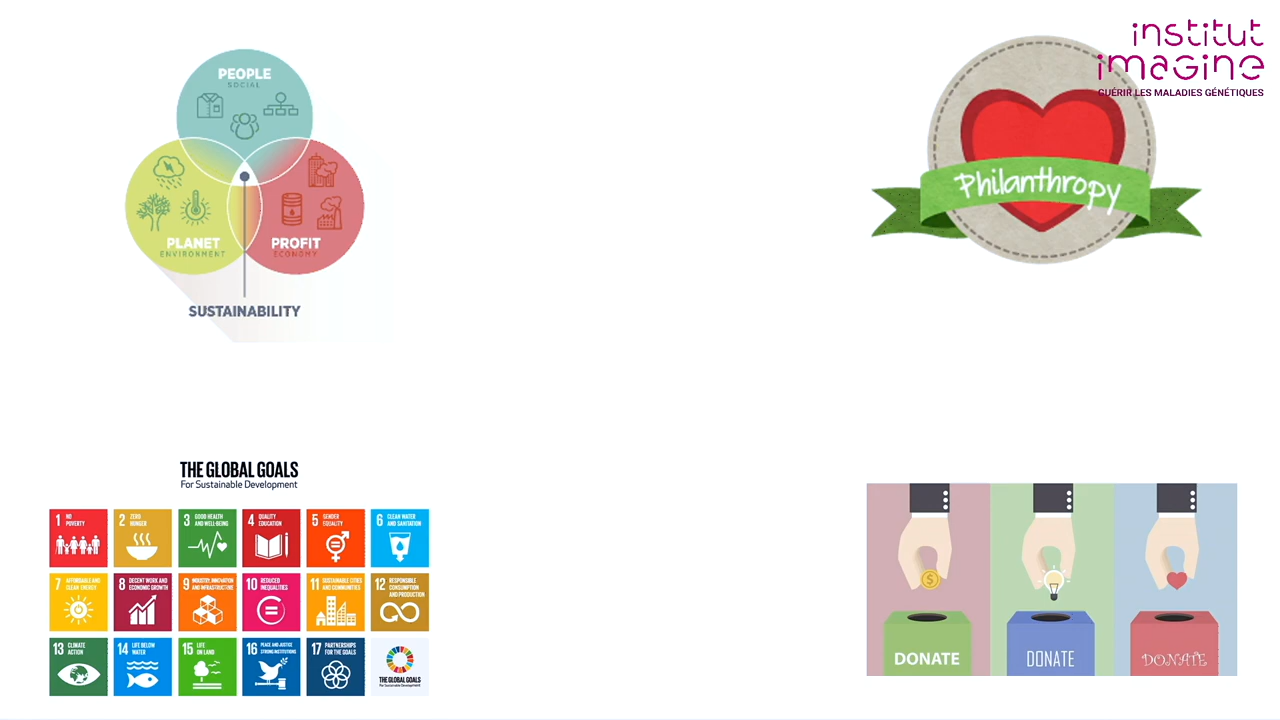 PEOPLE
SOCIAL
PLANET
ENVIRONMENT
PROFIT
ECONOMY
SUSTAINABILITY
institut
imagine
GUÉRIR LES MALADIES GÉNÉTIQUES
Philanthropy
THE GLOBAL GOALS
For Sustainable Development
1 NO
POVERTY
2 ZERO
HUNGER
3 GOOD HEALTH
AND WELL-BEING
4 QUALITY
EDUCATION
5 GENDER
EQUALITY
6 CLEAN WATER
AND SANITATION
7 AFFORDABLE AND
CLEAN ENERGY
8 DECENT WORK AND
ECONOMIC GROWTH
9 INDUSTRY, INNOVATION
AND INFRASTRUCTURE
10 REDUCED
INEQUALITIES
11 SUSTAINABLE CITIES
AND COMMUNITIES
12 RESPONSIBLE
CONSUMPTION
AND PRODUCTION
13 CLIMATE
ACTION
14 LIFE BELOW
WATER
15 LIFE
ON LAND
16 PEACE AND JUSTICE
STRONG INSTITUTIONS
17 PARTNERSHIPS
FOR THE GOALS
THE GLOBAL GOALS
For Sustainable Development
DONATE
DONATE
DONATE